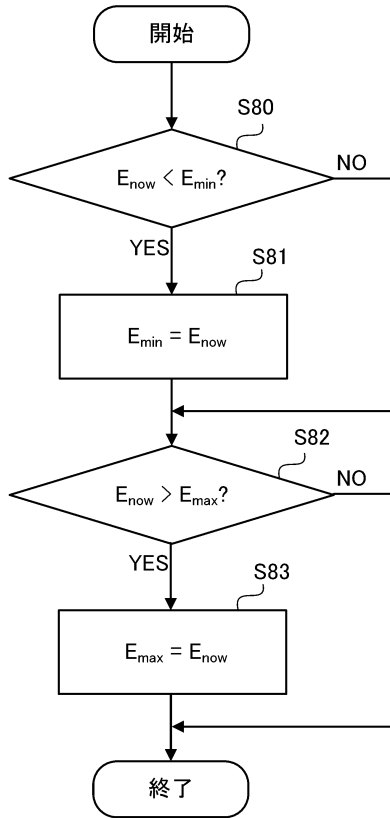 開始
S80
E_now < E_min?
NO
YES
S81
E_min = E_now
S82
E_now > E_max?
NO
YES
S83
E_max = E_now
終了